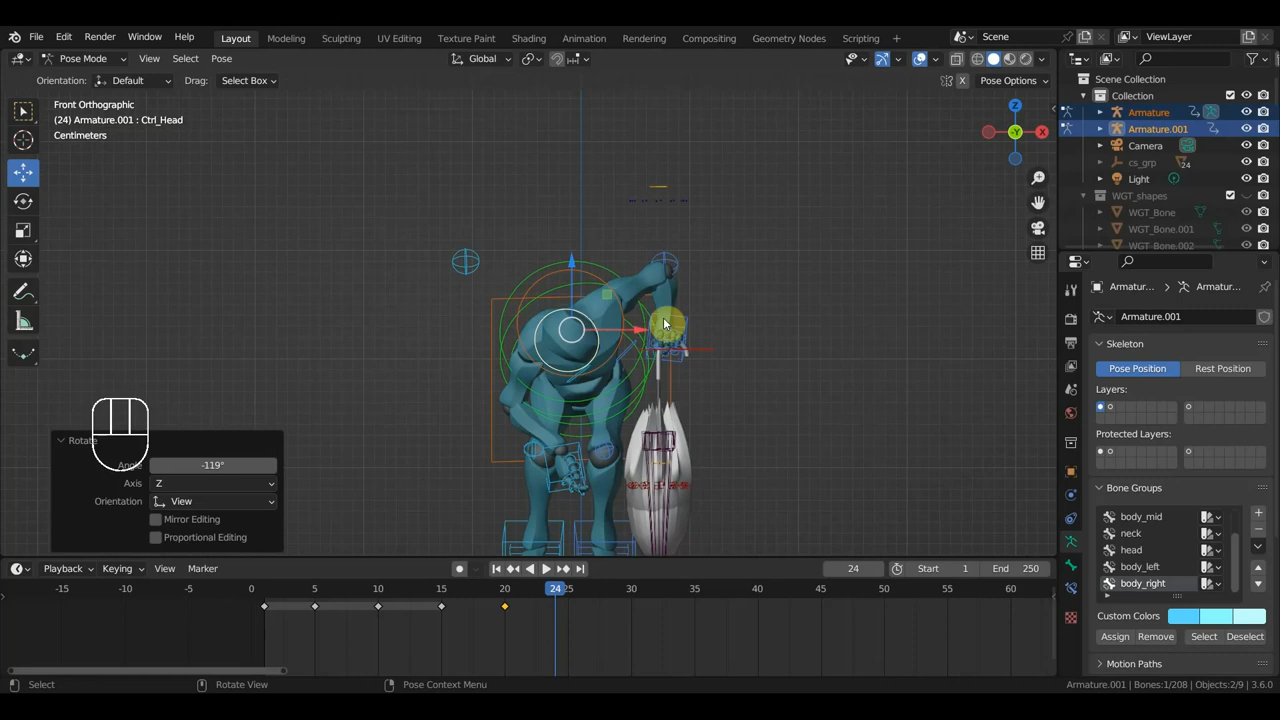 File Edit Render Window Help Layout Modeling Sculpting UV Editing Texture Paint Shading Animation Rendering Compositing Geometry Nodes Scripting + Scene ViewLayer
Pose Mode View Select Pose Global
Orientation: Default Drag: Select Box X Pose Options
Front Orthographic
(24) Armature.001 : Ctrl_Head
Centimeters
Z
X
-Y
Scene Collection
Collection
Armature
Armature.001
Camera
cs_grp 24
Light
WGT_shapes
WGT_Bone
WGT_Bone.001
WGT_Bone.002
Armatur... Armatur...
Armature.001
Skeleton
Pose Position Rest Position
Layers:
Protected Layers:
Bone Groups
body_mid
neck
head
body_left
body_right
Custom Colors
Assign Remove Select Deselect
Motion Paths
Rotate
Angle -119°
Axis Z
Orientation View
Mirror Editing
Proportional Editing
Playback Keying View Marker 24 Start 1 End 250
-15 -10 -5 0 5 10 15 20 24 25 30 35 40 45 50 55 60
Select Rotate View Pose Context Menu Armature.001 | Bones:1/208 | Objects:2/9 | 3.6.0